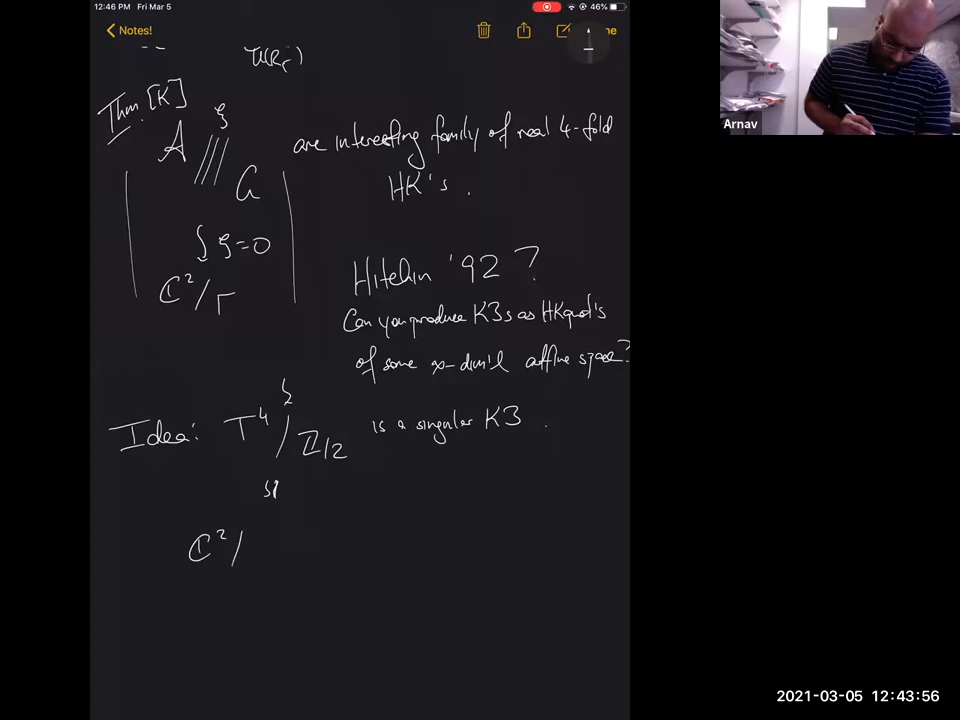 12:46 PM Fri Mar 5
46%
Notes!
Thm. [K]
A /// G
ξ
are interesting family of real 4-fold
HK's.
ξ=0
ℂ²/Γ
Hitchin '92?
Can you produce K3s as HKquot's
of some ∞-dim'l affine space?
Idea: T⁴/ℤ/2 is a singular K3.
ℂ²/
Arnav
2021-03-05 12:43:56